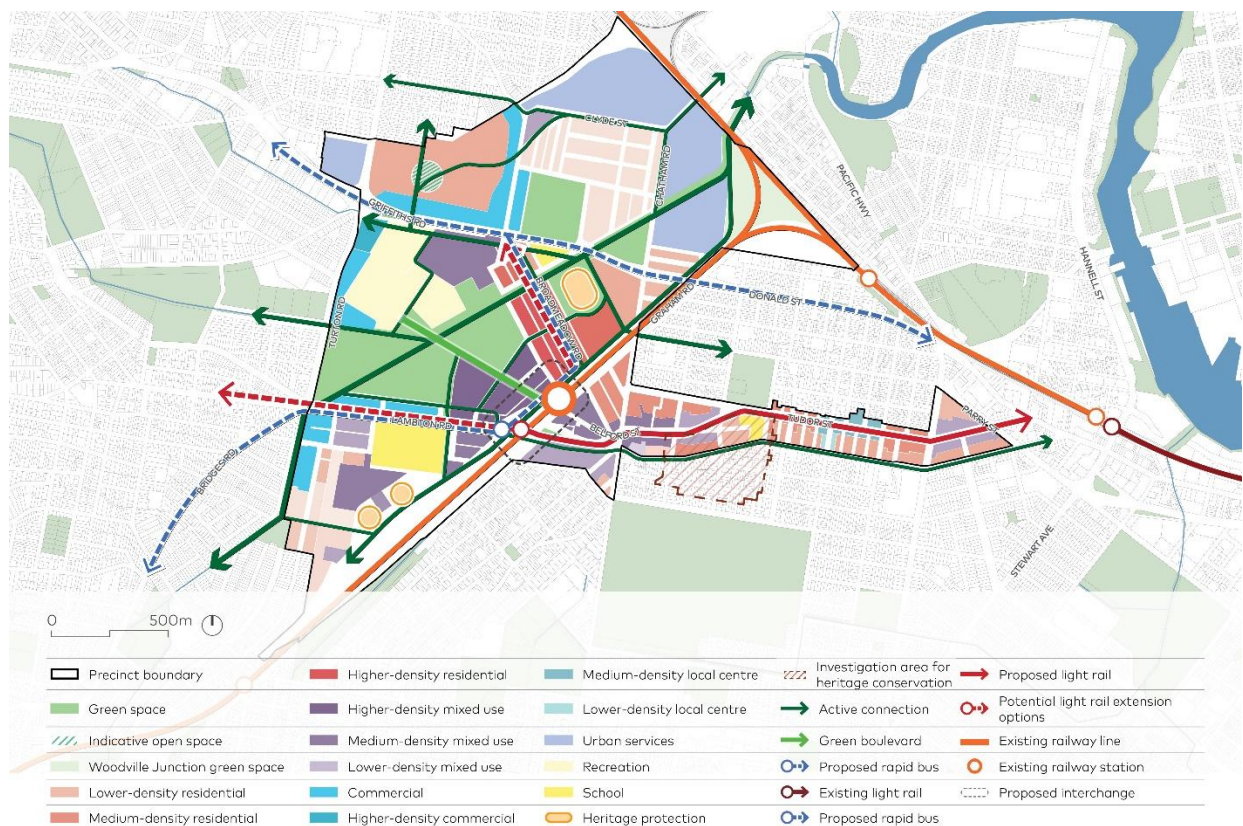 CLYDE ST
CHATHAM RD
PACIFIC HWY
GRIFFITHS RD
HANNELL ST
BROADMEADOW RD
GRAHAM RD
DONALD ST
TURTON RD
LAMBTON RD
BELFORD ST
TUDOR ST
PARRY ST
BRIDGES RD
STEWART AVE
0 500m
Precinct boundary
Green space
Indicative open space
Woodville Junction green space
Lower-density residential
Medium-density residential
Higher-density residential
Higher-density mixed use
Medium-density mixed use
Lower-density mixed use
Commercial
Higher-density commercial
Medium-density local centre
Lower-density local centre
Urban services
Recreation
School
Heritage protection
Investigation area for
heritage conservation
Active connection
Green boulevard
Proposed rapid bus
Existing light rail
Proposed rapid bus
Proposed light rail
Potential light rail extension
options
Existing railway line
Existing railway station
Proposed interchange